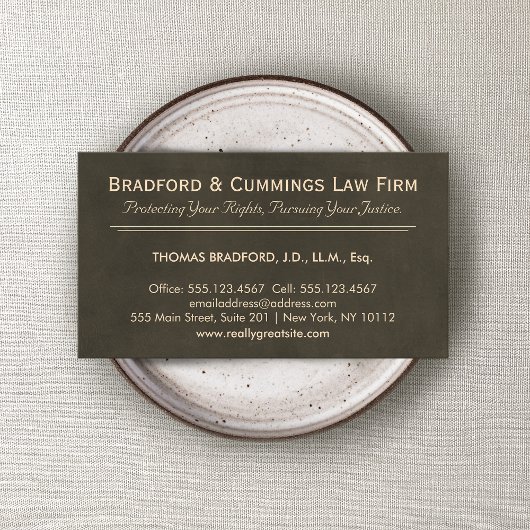 Bradford & Cummings Law Firm
Protecting Your Rights, Pursuing Your Justice.
THOMAS BRADFORD, J.D., LL.M., Esq.
Office: 555.123.4567 Cell: 555.123.4567
emailaddress@address.com
555 Main Street, Suite 201 | New York, NY 10112
www.reallygreatsite.com